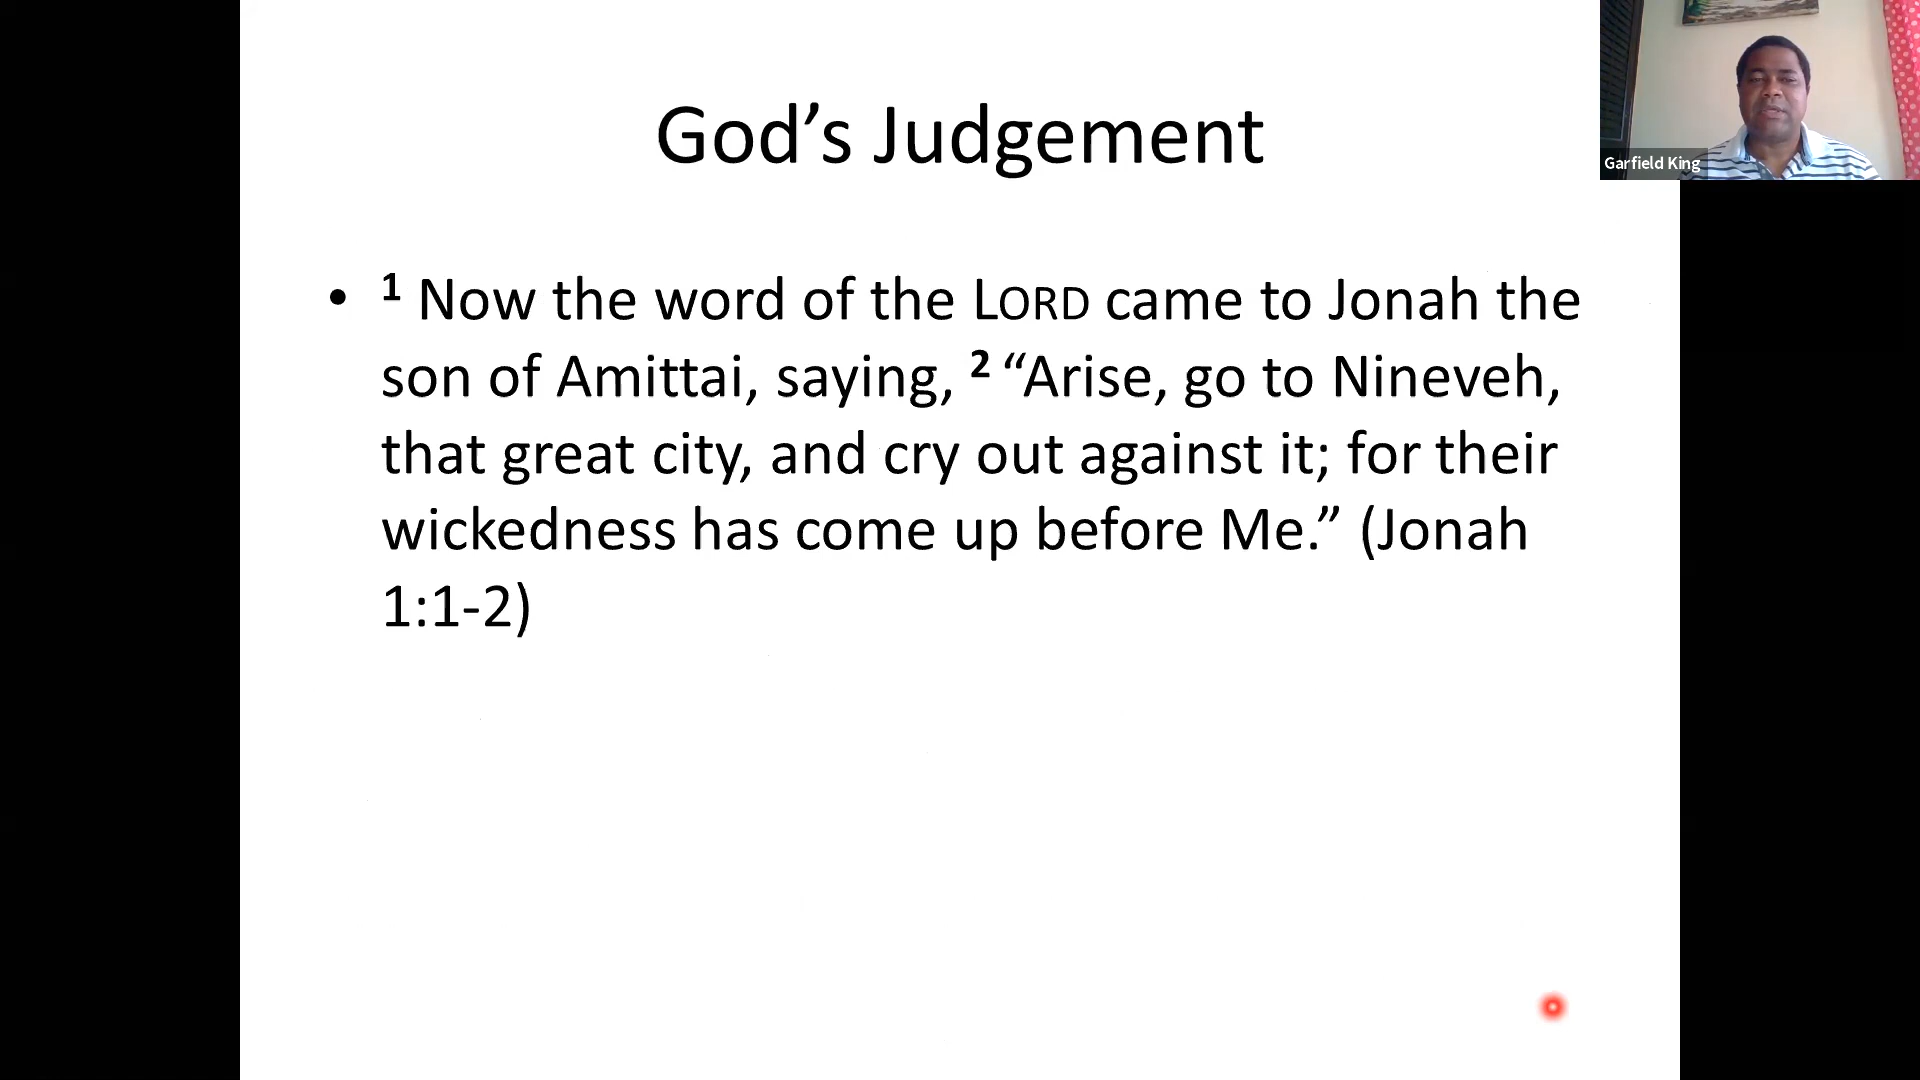 God’s Judgement
Garfield King
• 1 Now the word of the LORD came to Jonah the
son of Amittai, saying, 2 “Arise, go to Nineveh,
that great city, and cry out against it; for their
wickedness has come up before Me.” (Jonah
1:1-2)